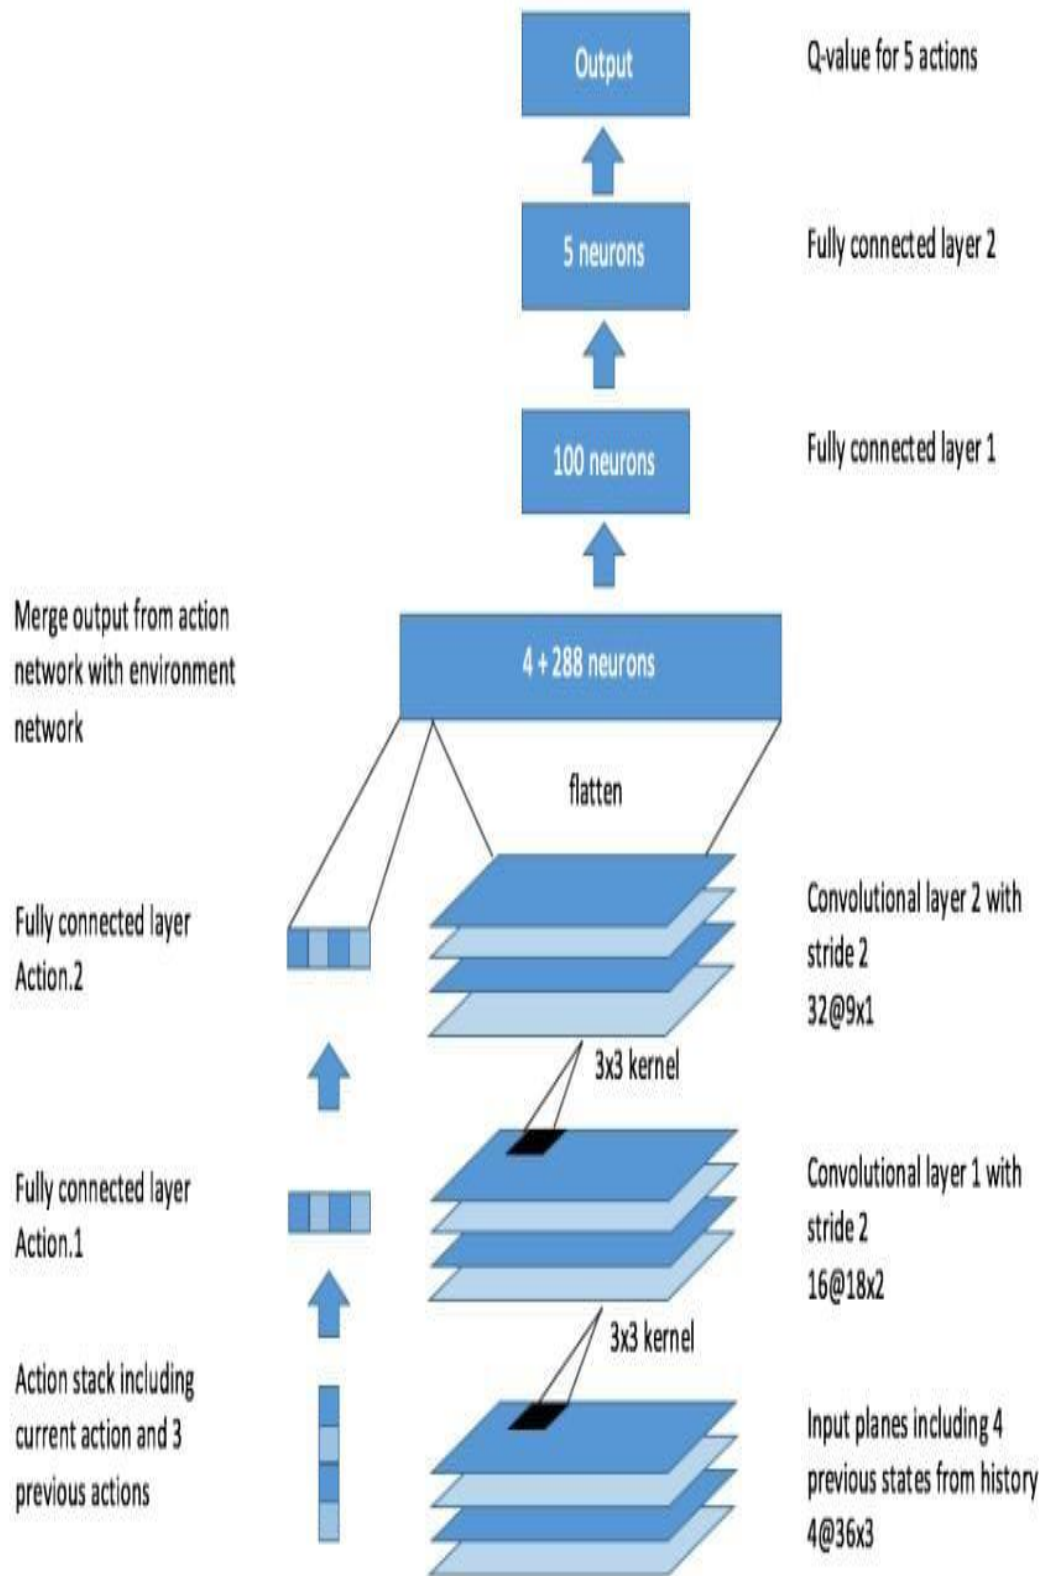 Output
Q-value for 5 actions
5 neurons
Fully connected layer 2
100 neurons
Fully connected layer 1
Merge output from action
network with environment
network
4 + 288 neurons
flatten
Fully connected layer
Action.2
Convolutional layer 2 with
stride 2
32@9x1
3x3 kernel
Fully connected layer
Action.1
Convolutional layer 1 with
stride 2
16@18x2
3x3 kernel
Action stack including
current action and 3
previous actions
Input planes including 4
previous states from history
4@36x3